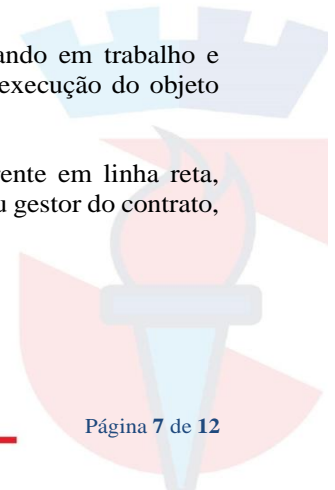 ando em trabalho e
execução do objeto
ente em linha reta,
u gestor do contrato,
Página 7 de 12